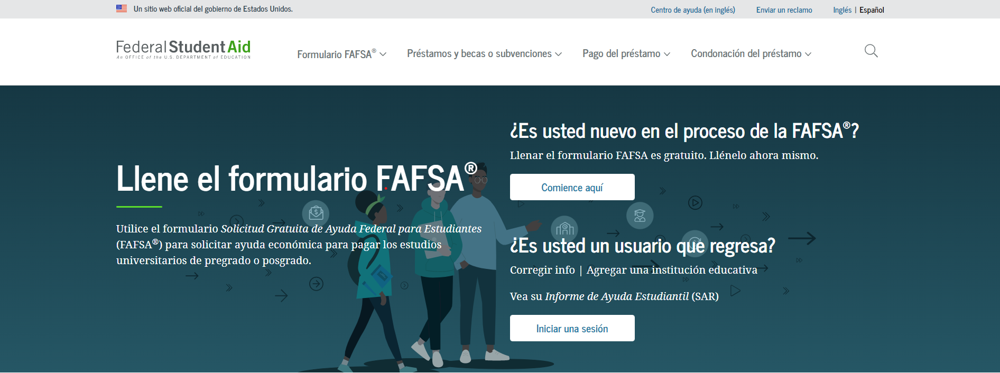 Un sitio web oficial del gobierno de Estados Unidos.
Centro de ayuda (en inglés)
Enviar un reclamo
Inglés | Español
Federal Student Aid
An OFFICE of the U.S. DEPARTMENT of EDUCATION
Formulario FAFSA®
Préstamos y becas o subvenciones
Pago del préstamo
Condonación del préstamo
Llene el formulario FAFSA®
Utilice el formulario Solicitud Gratuita de Ayuda Federal para Estudiantes
(FAFSA®) para solicitar ayuda económica para pagar los estudios
universitarios de pregrado o posgrado.
¿Es usted nuevo en el proceso de la FAFSA®?
Llenar el formulario FAFSA es gratuito. Llénelo ahora mismo.
Comience aquí
¿Es usted un usuario que regresa?
Corregir info | Agregar una institución educativa
Vea su Informe de Ayuda Estudiantil (SAR)
Iniciar una sesión